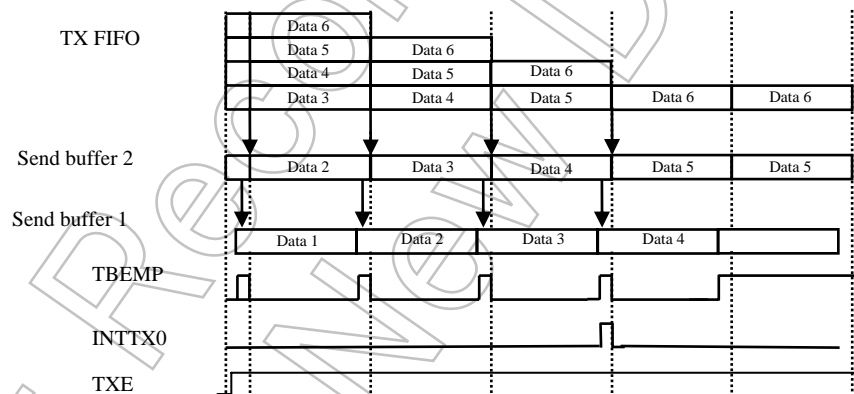 TX FIFO
Data 6
Data 5 Data 6
Data 4 Data 5 Data 6
Data 3 Data 4 Data 5 Data 6 Data 6
Send buffer 2
Data 2 Data 3 Data 4 Data 5 Data 5
Send buffer 1
Data 1 Data 2 Data 3 Data 4
TBEMP
INTTX0
TXE
New D
Reco